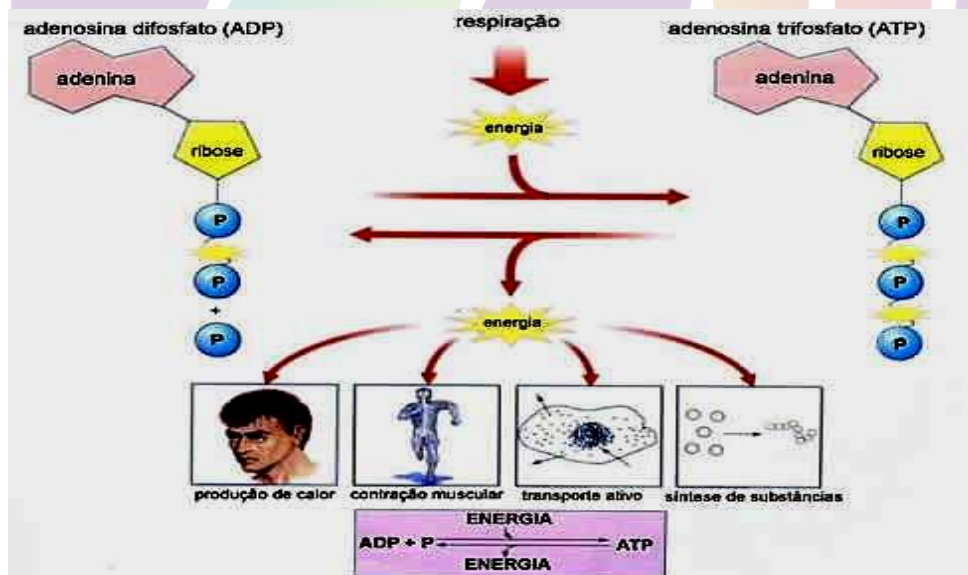 adenosina difosfato (ADP)
respiração
adenosina trifosfato (ATP)
adenina
adenina
energia
ribose
ribose
P
P
P
P
+
P
P
energia
produção de calor
contração muscular
transporte ativo
síntese de substâncias
ENERGIA
ADP + P
ATP
ENERGIA